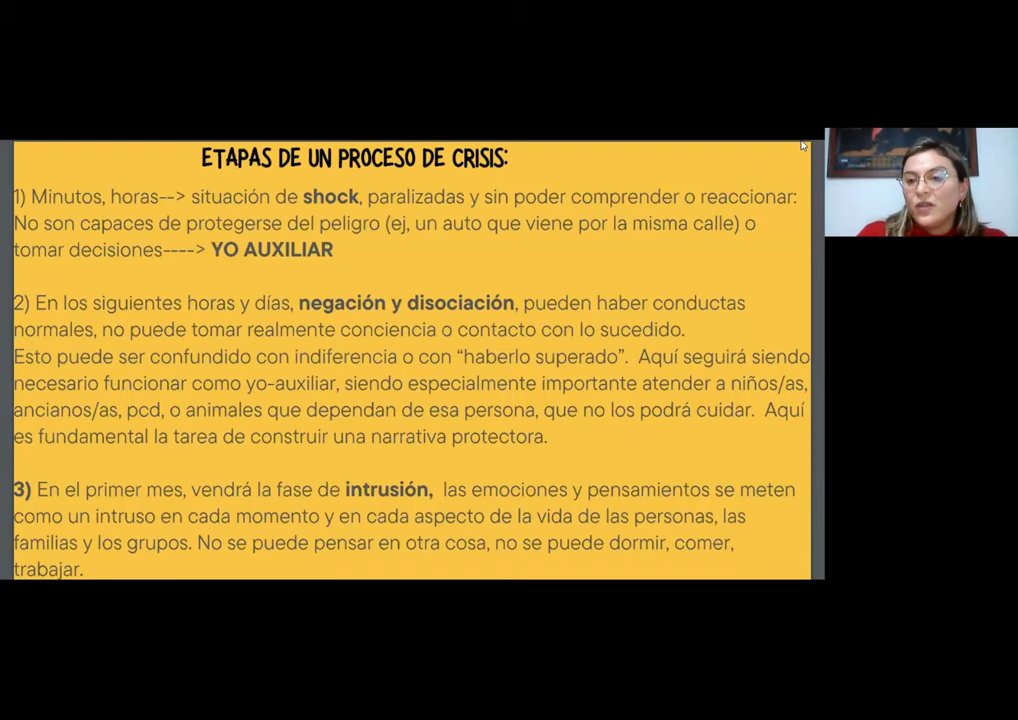 ETAPAS DE UN PROCESO DE CRISIS:
1) Minutos, horas--> situación de shock, paralizadas y sin poder comprender o reaccionar:
No son capaces de protegerse del peligro (ej, un auto que viene por la misma calle) o
tomar decisiones----> YO AUXILIAR
2) En los siguientes horas y días, negación y disociación, pueden haber conductas
normales, no puede tomar realmente conciencia o contacto con lo sucedido.
Esto puede ser confundido con indiferencia o con “haberlo superado”. Aquí seguirá siendo
necesario funcionar como yo-auxiliar, siendo especialmente importante atender a niños/as,
ancianos/as, pcd, o animales que dependan de esa persona, que no los podrá cuidar. Aquí
es fundamental la tarea de construir una narrativa protectora.
3) En el primer mes, vendrá la fase de intrusión, las emociones y pensamientos se meten
como un intruso en cada momento y en cada aspecto de la vida de las personas, las
familias y los grupos. No se puede pensar en otra cosa, no se puede dormir, comer,
trabajar.